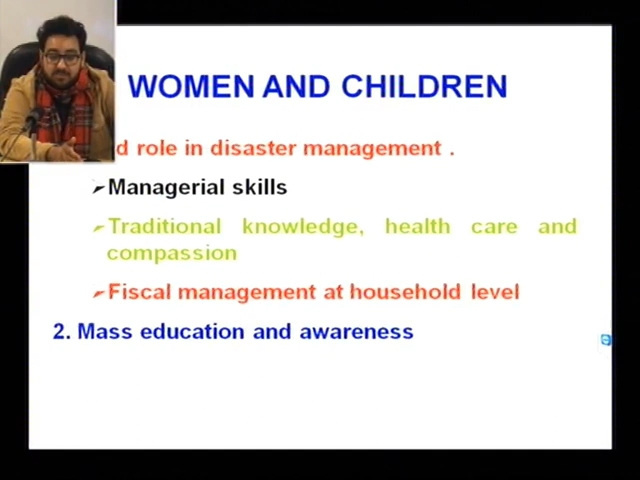 WOMEN AND CHILDREN
role in disaster management .
Managerial skills
Traditional knowledge, health care and
compassion
Fiscal management at household level
2. Mass education and awareness